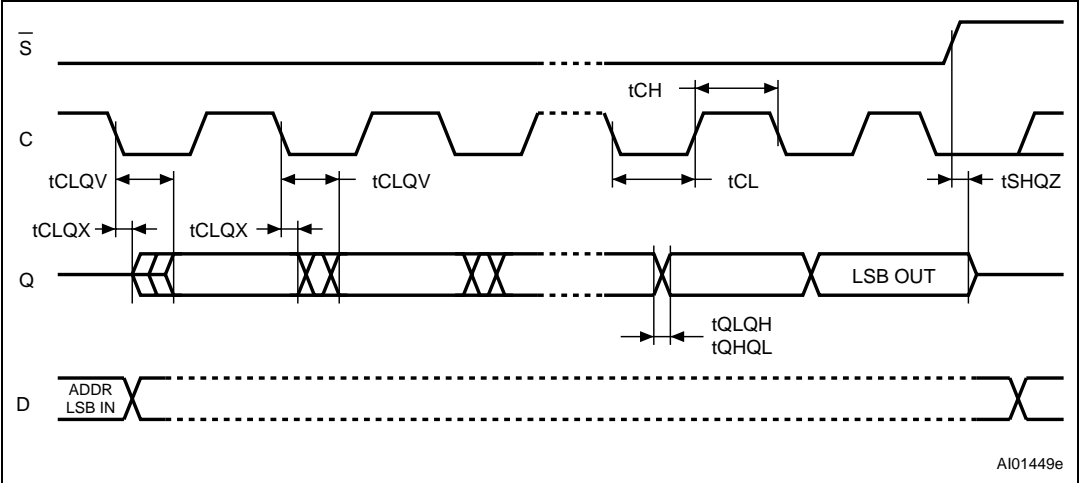 S
tCH
C
tCLQV
tCLQV
tCL
tSHQZ
tCLQX
tCLQX
Q
LSB OUT
tQLQH
tQHQL
D
ADDR
LSB IN
AI01449e